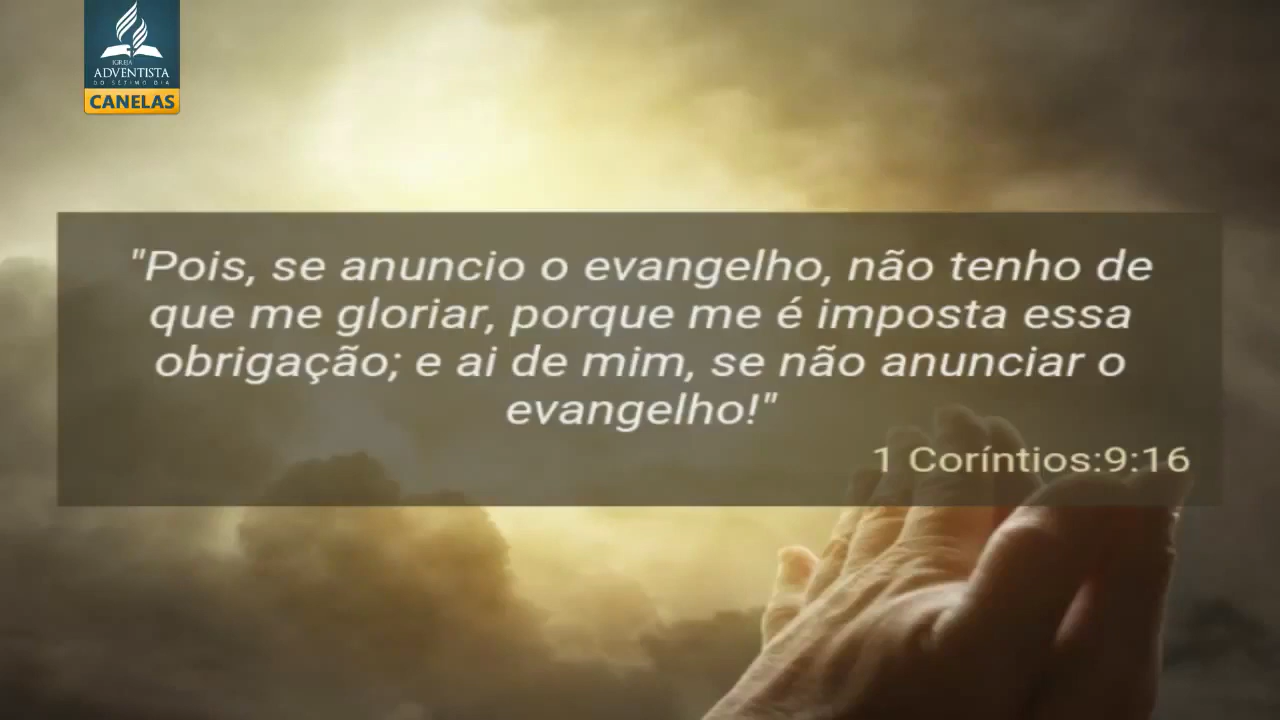 IGREJA
ADVENTISTA
DO SÉTIMO DIA
CANELAS
"Pois, se anuncio o evangelho, não tenho de
que me gloriar, porque me é imposta essa
obrigação; e ai de mim, se não anunciar o
evangelho!"
1 Coríntios:9:16